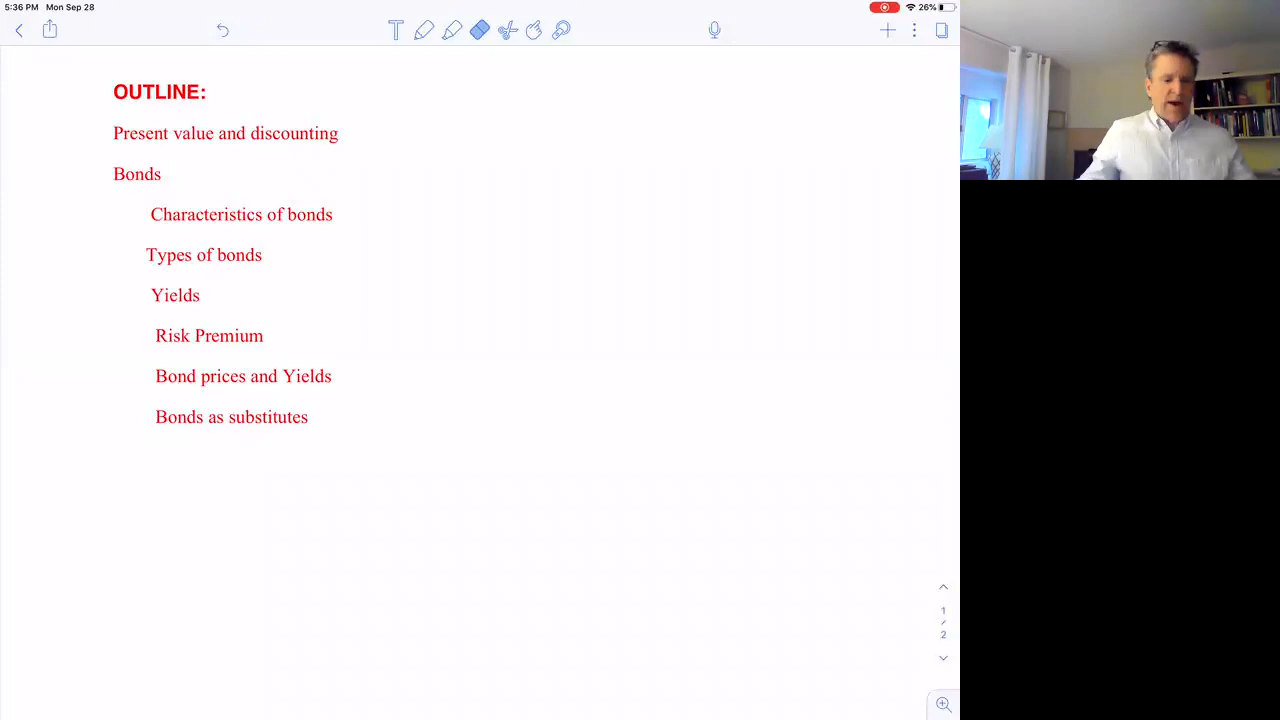 5:36 PM Mon Sep 28
26%
T
OUTLINE:
Present value and discounting
Bonds
Characteristics of bonds
Types of bonds
Yields
Risk Premium
Bond prices and Yields
Bonds as substitutes
1
/
2